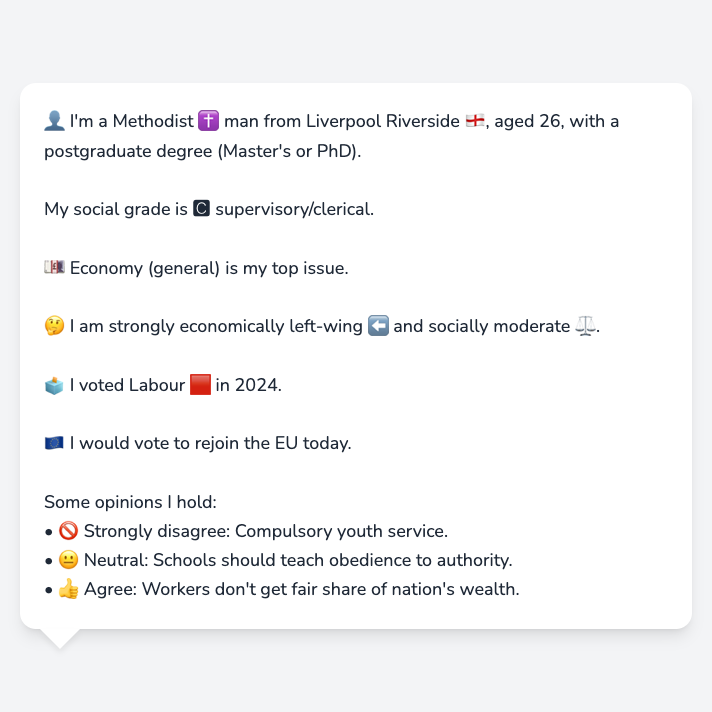 👤 I'm a Methodist ✝️ man from Liverpool Riverside 🏴󠁧󠁢󠁥󠁮󠁧󠁿, aged 26, with a
postgraduate degree (Master's or PhD).
My social grade is 🅲 supervisory/clerical.
💷 Economy (general) is my top issue.
🤔 I am strongly economically left-wing ⬅️ and socially moderate ⚖️.
🗳️ I voted Labour 🟥 in 2024.
🇪🇺 I would vote to rejoin the EU today.
Some opinions I hold:
• 🚫 Strongly disagree: Compulsory youth service.
• 😐 Neutral: Schools should teach obedience to authority.
• 👍 Agree: Workers don't get fair share of nation's wealth.